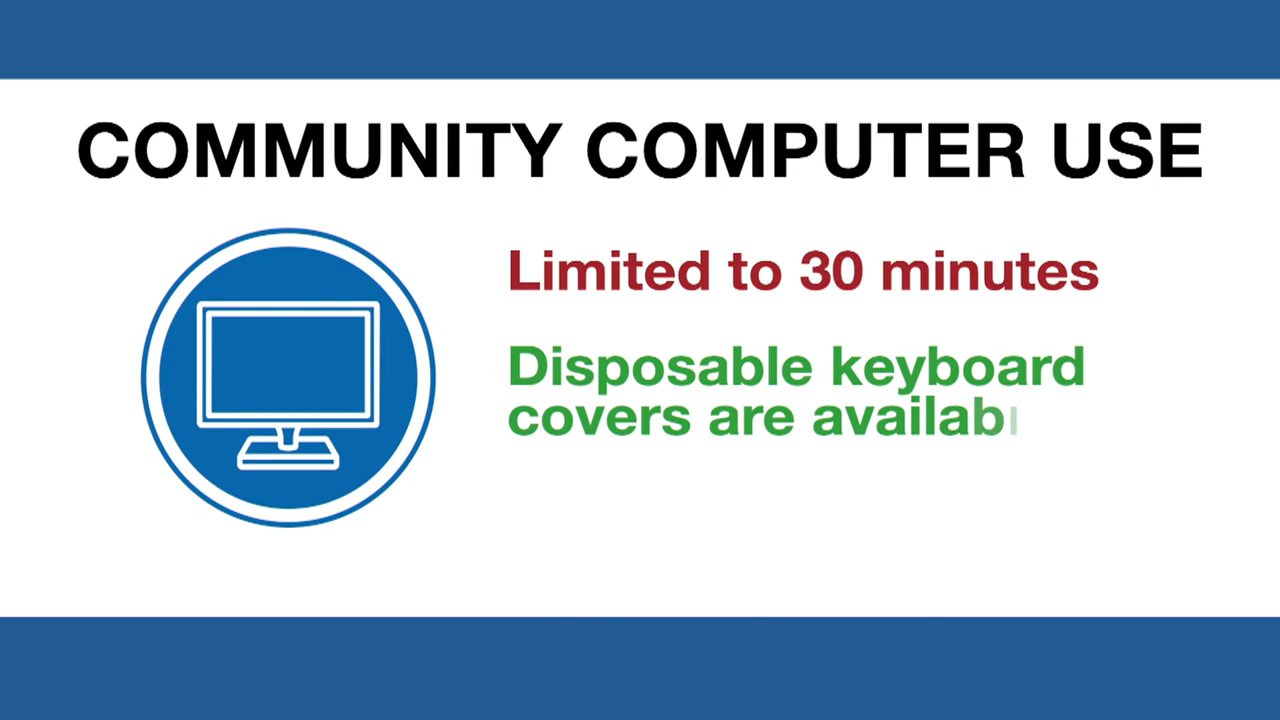 COMMUNITY COMPUTER USE
Limited to 30 minutes
Disposable keyboard
covers are availab